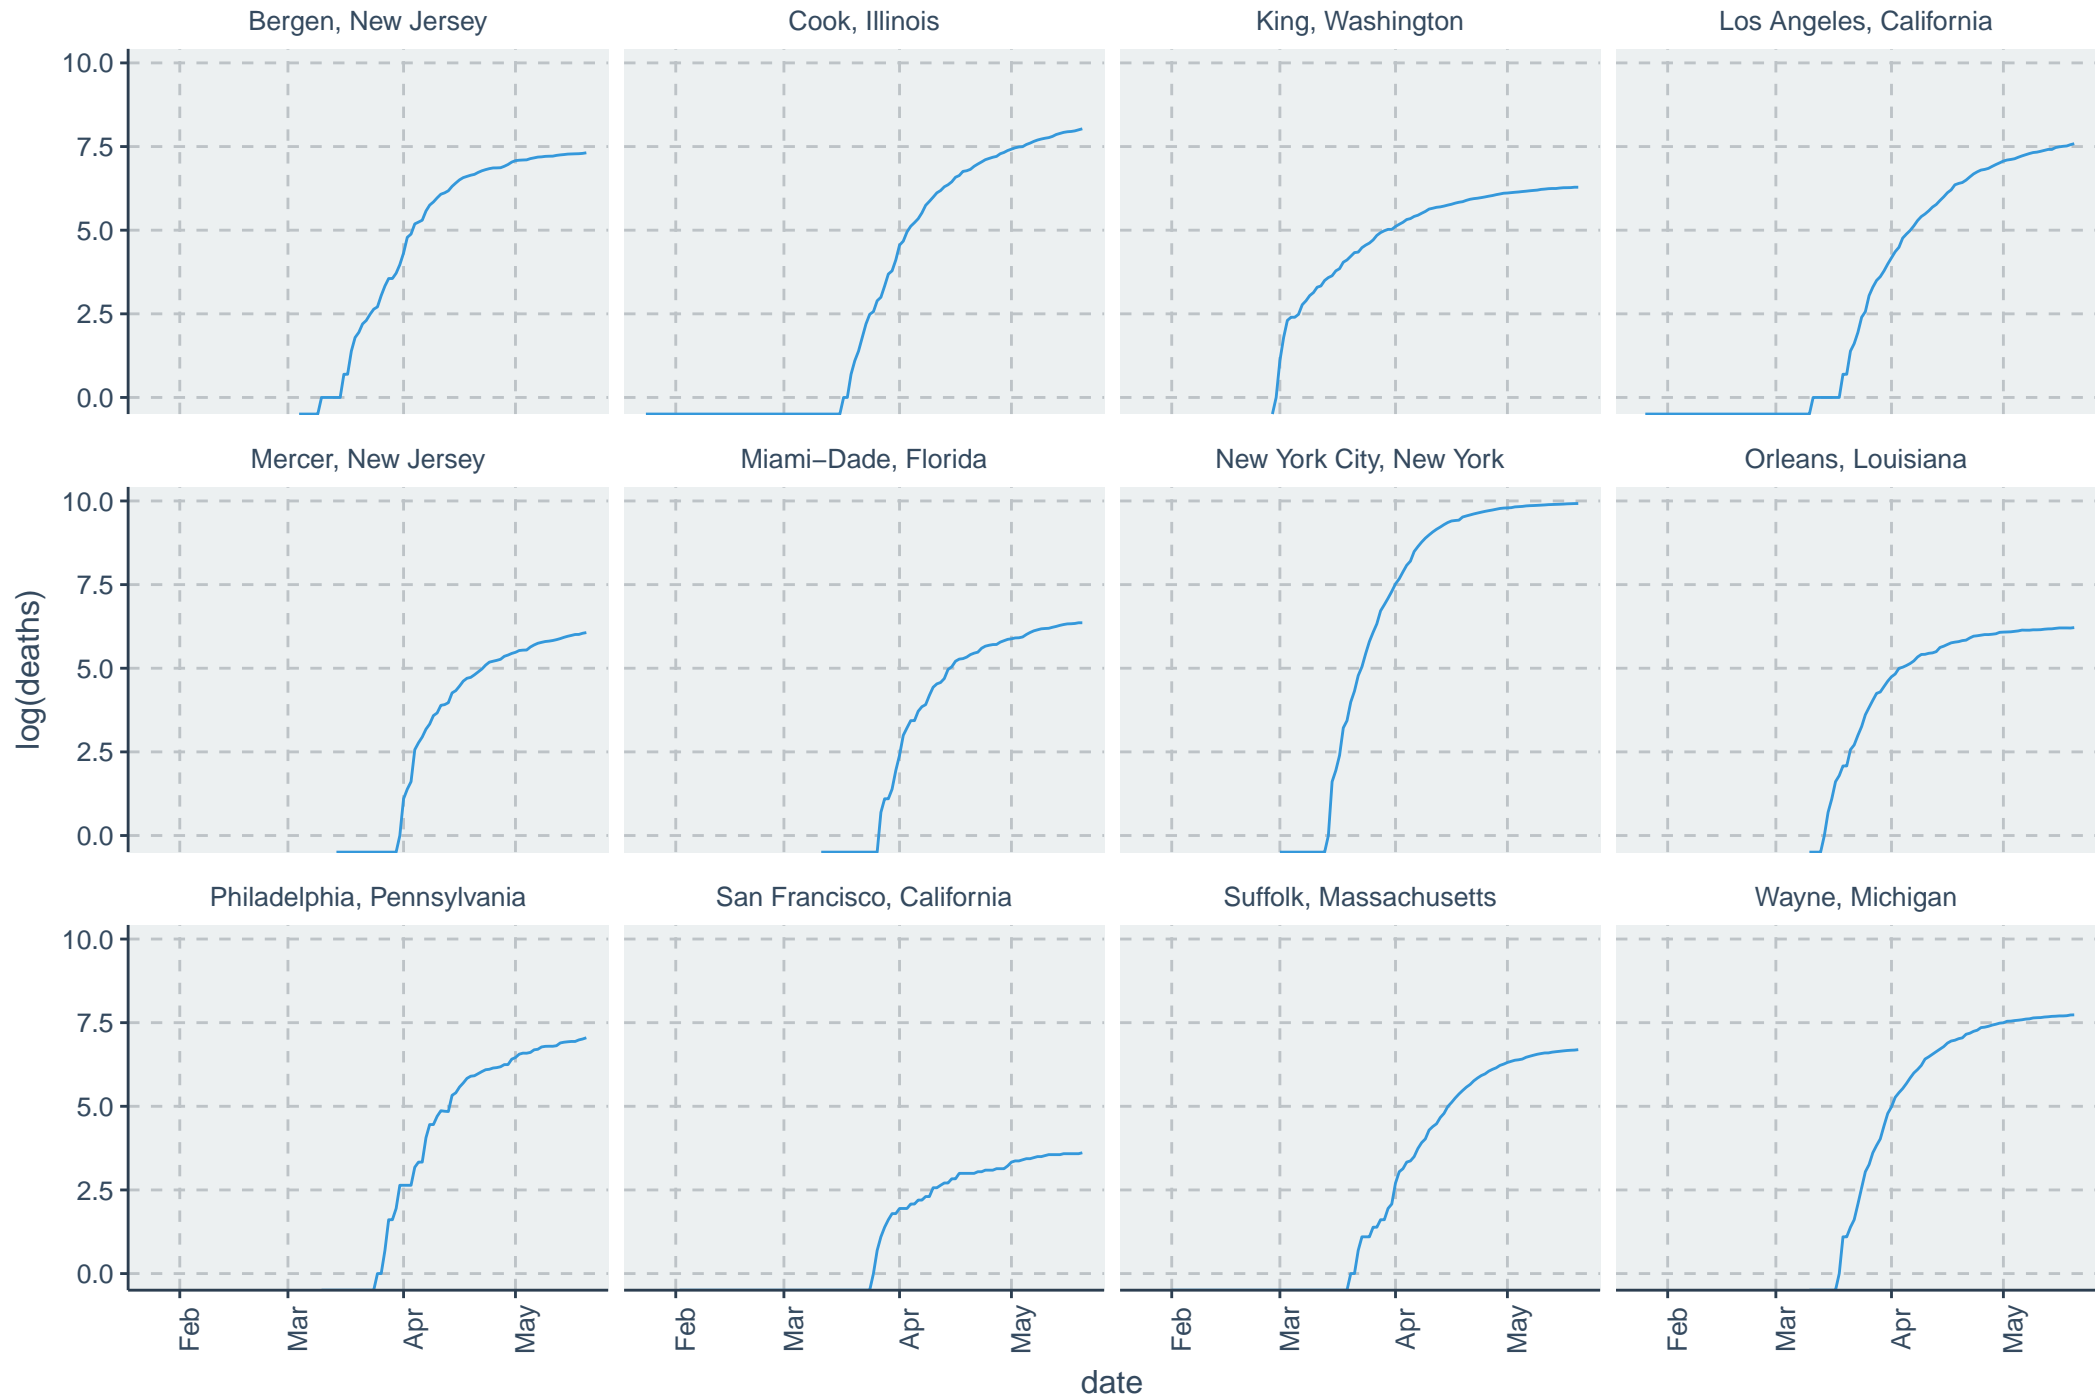 Bergen, New Jersey
Cook, Illinois
King, Washington
Los Angeles, California
10.0
7.5
5.0
2.5
0.0
Mercer, New Jersey
Miami−Dade, Florida
New York City, New York
Orleans, Louisiana
10.0
7.5
5.0
2.5
0.0
log(deaths)
Philadelphia, Pennsylvania
San Francisco, California
Suffolk, Massachusetts
Wayne, Michigan
10.0
7.5
5.0
2.5
0.0
Feb
Mar
Apr
May
Feb
Mar
Apr
May
Feb
Mar
Apr
May
Feb
Mar
Apr
May
date